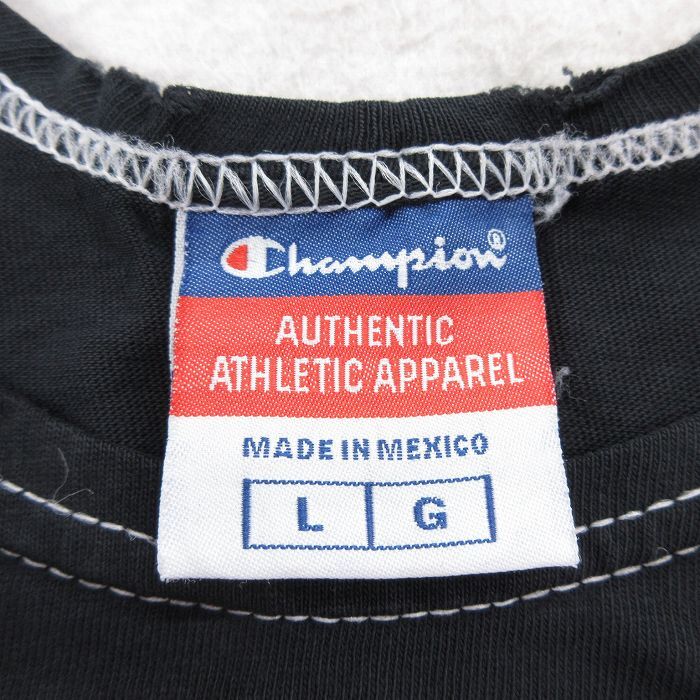 Champion®
AUTHENTIC
ATHLETIC APPAREL
MADE IN MEXICO
L G